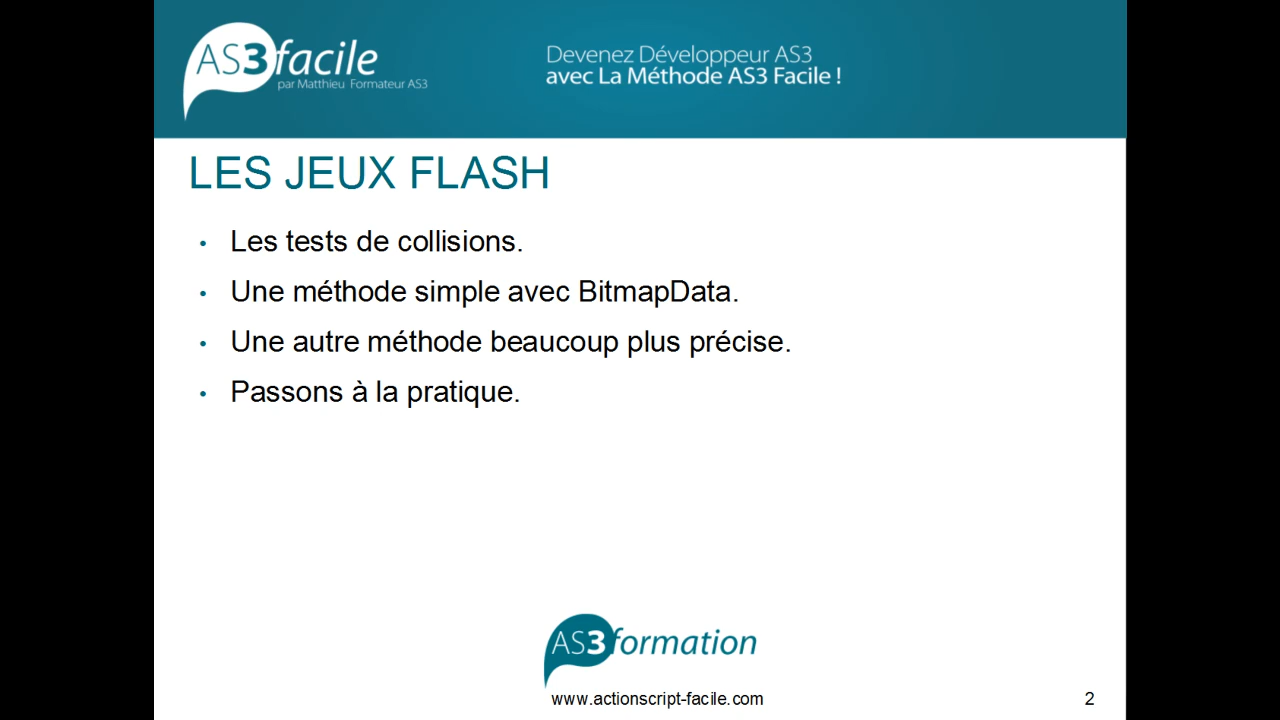 AS3facile
par Matthieu Formateur AS3
Devenez Développeur AS3
avec La Méthode AS3 Facile !
LES JEUX FLASH
• Les tests de collisions.
• Une méthode simple avec BitmapData.
• Une autre méthode beaucoup plus précise.
• Passons à la pratique.
AS3formation
www.actionscript-facile.com
2